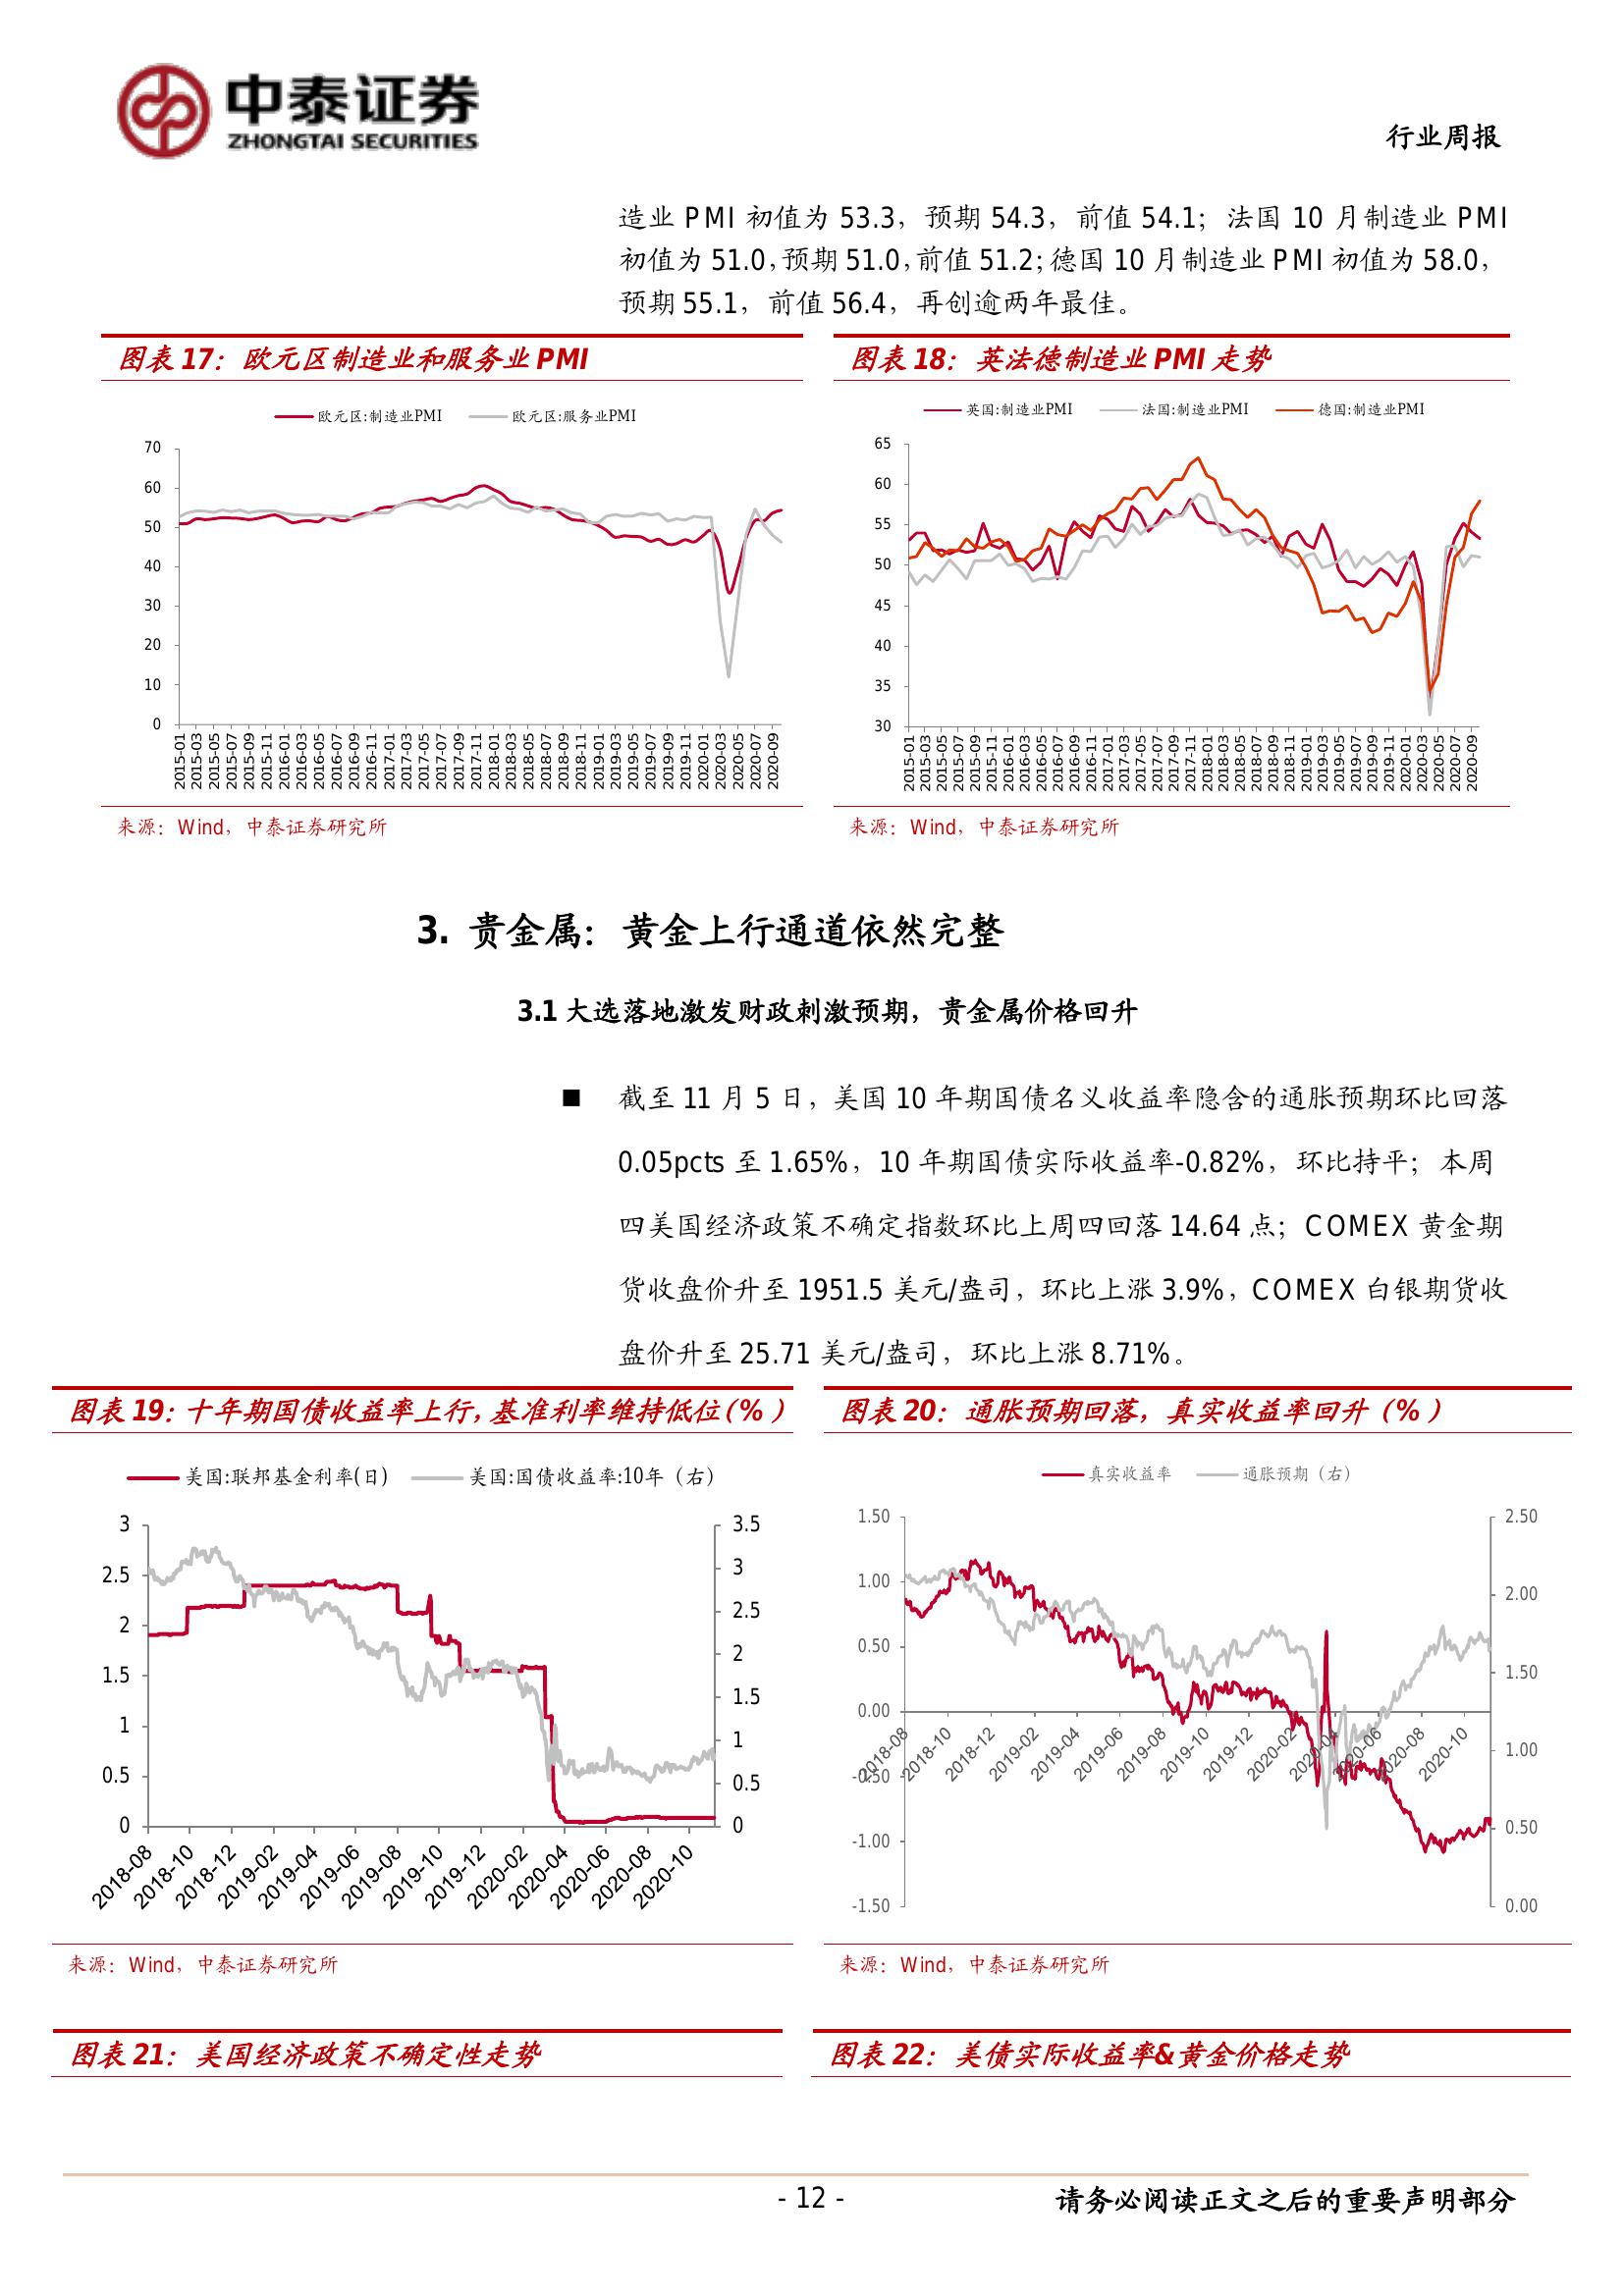 中泰证券
ZHONGTAI SECURITIES
行业周报
造业 PMI 初值为 53.3，预期 54.3，前值 54.1；法国 10 月制造业 PMI
初值为 51.0，预期 51.0，前值 51.2；德国 10 月制造业 PMI 初值为 58.0，
预期 55.1，前值 56.4，再创逾两年最佳。
图表 17：欧元区制造业和服务业 PMI
欧元区:制造业PMI 欧元区:服务业PMI
70
60
50
40
30
20
10
0
2015-01 2015-03 2015-05 2015-07 2015-09 2015-11 2016-01 2016-03 2016-05 2016-07 2016-09 2016-11 2017-01 2017-03 2017-05 2017-07 2017-09 2017-11 2018-01 2018-03 2018-05 2018-07 2018-09 2018-11 2019-01 2019-03 2019-05 2019-07 2019-09 2019-11 2020-01 2020-03 2020-05 2020-07 2020-09
来源：Wind，中泰证券研究所
图表 18：英法德制造业 PMI 走势
英国:制造业PMI 法国:制造业PMI 德国:制造业PMI
65
60
55
50
45
40
35
30
2015-01 2015-03 2015-05 2015-07 2015-09 2015-11 2016-01 2016-03 2016-05 2016-07 2016-09 2016-11 2017-01 2017-03 2017-05 2017-07 2017-09 2017-11 2018-01 2018-03 2018-05 2018-07 2018-09 2018-11 2019-01 2019-03 2019-05 2019-07 2019-09 2019-11 2020-01 2020-03 2020-05 2020-07 2020-09
来源：Wind，中泰证券研究所
3. 贵金属：黄金上行通道依然完整
3.1 大选落地激发财政刺激预期，贵金属价格回升
■ 截至 11 月 5 日，美国 10 年期国债名义收益率隐含的通胀预期环比回落
0.05pcts 至 1.65%，10 年期国债实际收益率-0.82%，环比持平；本周
四美国经济政策不确定指数环比上周四回落 14.64 点；COMEX 黄金期
货收盘价升至 1951.5 美元/盎司，环比上涨 3.9%，COMEX 白银期货收
盘价升至 25.71 美元/盎司，环比上涨 8.71%。
图表 19：十年期国债收益率上行，基准利率维持低位（%）
美国:联邦基金利率(日) 美国:国债收益率:10年（右）
3
2.5
2
1.5
1
0.5
0
3.5
3
2.5
2
1.5
1
0.5
0
2018-08 2018-10 2018-12 2019-02 2019-04 2019-06 2019-08 2019-10 2019-12 2020-02 2020-04 2020-06 2020-08 2020-10
来源：Wind，中泰证券研究所
图表 20：通胀预期回落，真实收益率回升（%）
真实收益率 通胀预期（右）
1.50
1.00
0.50
0.00
-0.50
-1.00
-1.50
2.50
2.00
1.50
1.00
0.50
0.00
2018-08 2018-10 2018-12 2019-02 2019-04 2019-06 2019-08 2019-10 2019-12 2020-02 2020-04 2020-06 2020-08 2020-10
来源：Wind，中泰证券研究所
图表 21：美国经济政策不确定性走势
图表 22：美债实际收益率&黄金价格走势
- 12 -
请务必阅读正文之后的重要声明部分